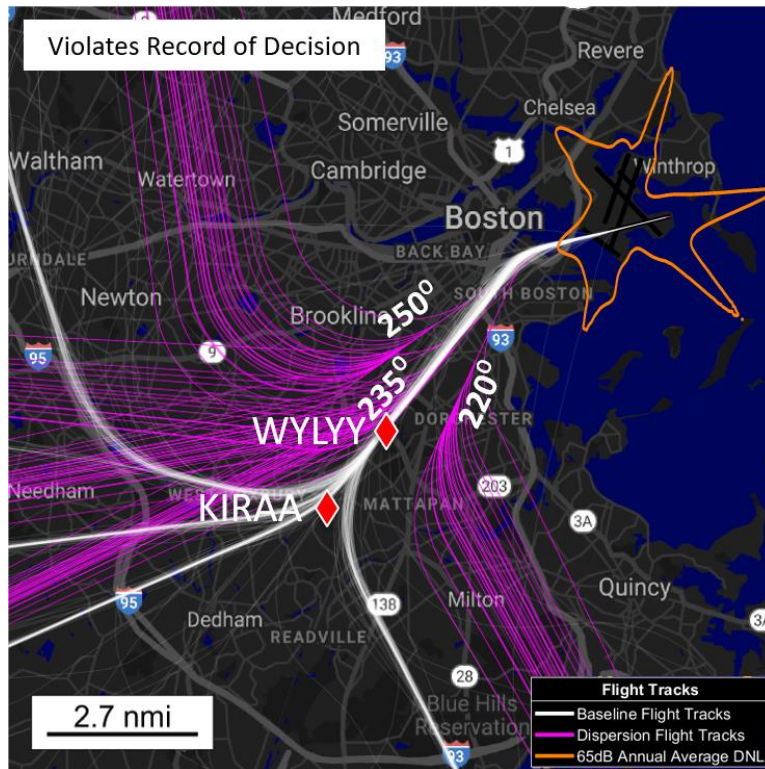 Violates Record of Decision
Medford
93
Revere
Chelsea
Somerville
1
Waltham
Winthrop
Watertown
Cambridge
Boston
BACK BAY
URNDALE
SOUTH BOSTON
Newton
Brooklin
250°
95
9
93
235°
220°
DORCHESTER
WYLYY
Needham
203
KIRAA
MATTAPAN
3A
95
138
Milton
Quincy
Dedham
READVILLE
3A
28
Blue Hills
Reservation
93
2.7 nmi
Flight Tracks
Baseline Flight Tracks
Dispersion Flight Tracks
65dB Annual Average DNL